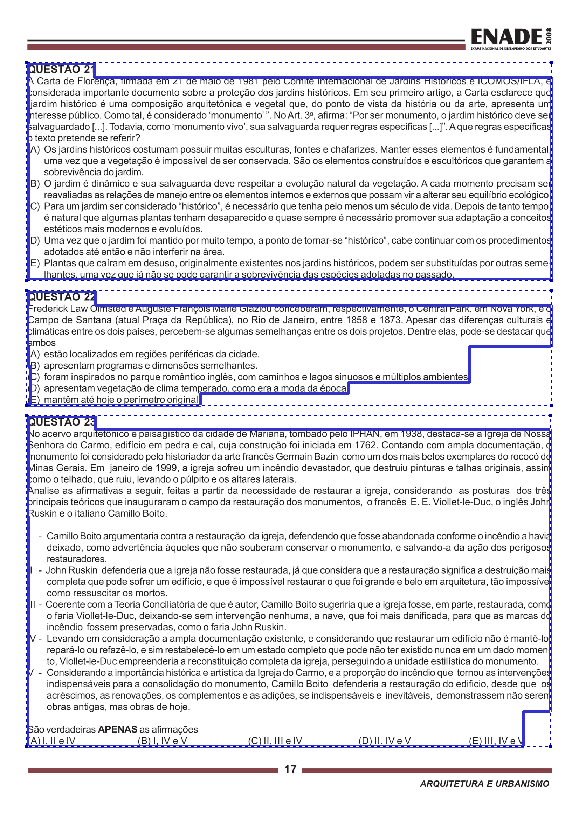 ENADE 2008
EXAME NACIONAL DE DESEMPENHO DOS ESTUDANTES
QUESTÃO 21
A Carta de Florença, firmada em 21 de maio de 1981 pelo Comitê Internacional de Jardins Históricos e ICOMOS/IFLA, é
considerada importante documento sobre a proteção dos jardins históricos. Em seu primeiro artigo, a Carta esclarece que
“jardim histórico é uma composição arquitetônica e vegetal que, do ponto de vista da história ou da arte, apresenta um
interesse público. Como tal, é considerado ‘monumento’ ”. No Art. 3º, afirma: “Por ser monumento, o jardim histórico deve ser
salvaguardado [...]. Todavia, como ‘monumento vivo’, sua salvaguarda requer regras específicas [...]”. A que regras específicas
o texto pretende se referir?
(A) Os jardins históricos costumam possuir muitas esculturas, fontes e chafarizes. Manter esses elementos é fundamental,
uma vez que a vegetação é impossível de ser conservada. São os elementos construídos e escultóricos que garantem a
sobrevivência do jardim.
(B) O jardim é dinâmico e sua salvaguarda deve respeitar a evolução natural da vegetação. A cada momento precisam ser
reavaliadas as relações de manejo entre os elementos internos e externos que possam vir a alterar seu equilíbrio ecológico.
(C) Para um jardim ser considerado “histórico”, é necessário que tenha pelo menos um século de vida. Depois de tanto tempo,
é natural que algumas plantas tenham desaparecido e quase sempre é necessário promover sua adaptação a conceitos
estéticos mais modernos e evoluídos.
(D) Uma vez que o jardim foi mantido por muito tempo, a ponto de tornar-se “histórico”, cabe continuar com os procedimentos
adotados até então e não interferir na área.
(E) Plantas que caíram em desuso, originalmente existentes nos jardins históricos, podem ser substituídas por outras seme-
lhantes, uma vez que já não se pode garantir a sobrevivência das espécies adotadas no passado.
QUESTÃO 22
Frederick Law Olmsted e Auguste François Marie Glaziou conceberam, respectivamente, o Central Park, em Nova York, e o
Campo de Santana (atual Praça da República), no Rio de Janeiro, entre 1858 e 1873. Apesar das diferenças culturais e
climáticas entre os dois países, percebem-se algumas semelhanças entre os dois projetos. Dentre elas, pode-se destacar que
ambos
(A) estão localizados em regiões periféricas da cidade.
(B) apresentam programas e dimensões semelhantes.
(C) foram inspirados no parque romântico inglês, com caminhos e lagos sinuosos e múltiplos ambientes.
(D) apresentam vegetação de clima temperado, como era a moda da época.
(E) mantêm até hoje o perímetro original.
QUESTÃO 23
No acervo arquitetônico e paisagístico da cidade de Mariana, tombado pelo IPHAN, em 1938, destaca-se a Igreja de Nossa
Senhora do Carmo, edifício em pedra e cal, cuja construção foi iniciada em 1762. Contando com ampla documentação, o
monumento foi considerado pelo historiador da arte francês Germain Bazin como um dos mais belos exemplares do rococó de
Minas Gerais. Em janeiro de 1999, a igreja sofreu um incêndio devastador, que destruiu pinturas e talhas originais, assim
como o telhado, que ruiu, levando o púlpito e os altares laterais.
Analise as afirmativas a seguir, feitas a partir da necessidade de restaurar a igreja, considerando as posturas dos três
principais teóricos que inauguraram o campo da restauração dos monumentos, o francês E. E. Viollet-le-Duc, o inglês John
Ruskin e o italiano Camillo Boito.
I - Camillo Boito argumentaria contra a restauração da igreja, defendendo que fosse abandonada conforme o incêndio a havia
deixado, como advertência àqueles que não souberam conservar o monumento, e salvando-a da ação dos perigosos
restauradores.
II - John Ruskin defenderia que a igreja não fosse restaurada, já que considera que a restauração significa a destruição mais
completa que pode sofrer um edifício, e que é impossível restaurar o que foi grande e belo em arquitetura, tão impossível
como ressuscitar os mortos.
III - Coerente com a Teoria Conciliatória de que é autor, Camillo Boito sugeriria que a igreja fosse, em parte, restaurada, como
o faria Viollet-le-Duc, deixando-se sem intervenção nenhuma, a nave, que foi mais danificada, para que as marcas do
incêndio fossem preservadas, como o faria John Ruskin.
IV - Levando em consideração a ampla documentação existente, e considerando que restaurar um edifício não é mantê-lo,
repará-lo ou refazê-lo, e sim restabelecê-lo em um estado completo que pode não ter existido nunca em um dado momen-
to, Viollet-le-Duc empreenderia a reconstituição completa da igreja, perseguindo a unidade estilística do monumento.
V - Considerando a importância histórica e artística da Igreja do Carmo, e a proporção do incêndio que tornou as intervenções
indispensáveis para a consolidação do monumento, Camillo Boito defenderia a restauração do edifício, desde que os
acréscimos, as renovações, os complementos e as adições, se indispensáveis e inevitáveis, demonstrassem não serem
obras antigas, mas obras de hoje.
São verdadeiras APENAS as afirmações
(A) I, II e IV (B) I, IV e V (C) II, III e IV (D) II, IV e V (E) III, IV e V
17
ARQUITETURA E URBANISMO